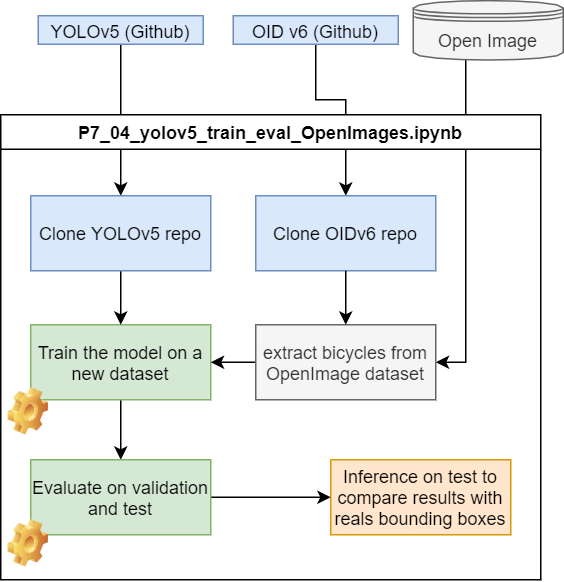 YOLOv5 (Github)
OID v6 (Github)
Open Image
P7_04_yolov5_train_eval_OpenImages.ipynb
Clone YOLOv5 repo
Clone OIDv6 repo
Train the model on a
new dataset
extract bicycles from
OpenImage dataset
Evaluate on validation
and test
Inference on test to
compare results with
reals bounding boxes